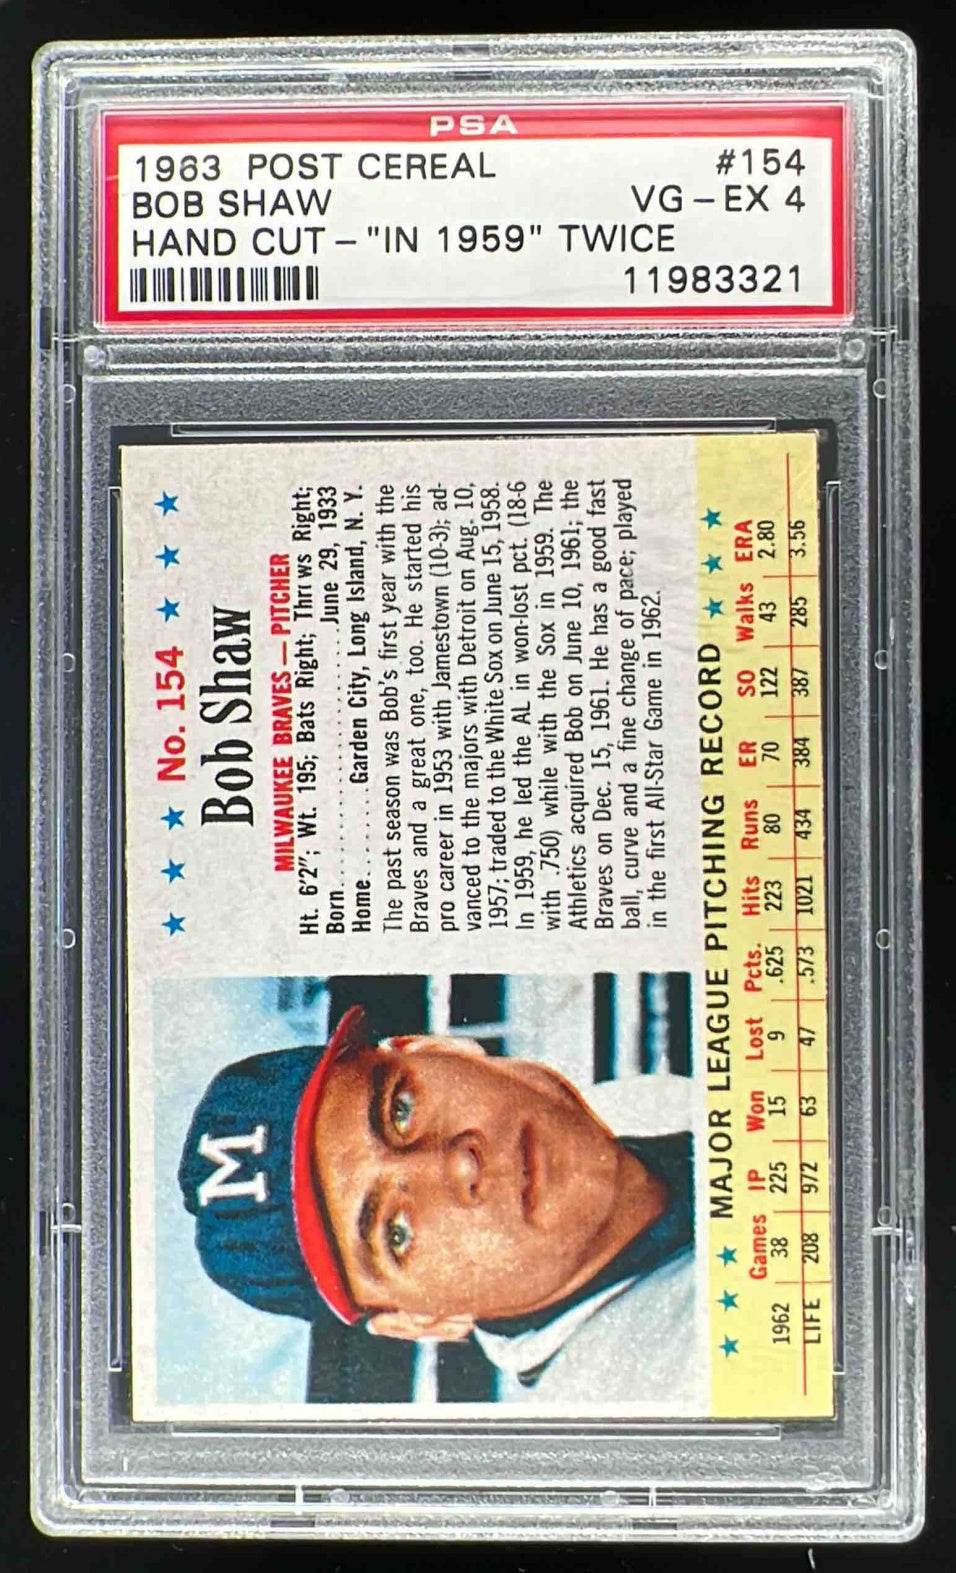 PSA
1963 POST CEREAL #154
BOB SHAW VG-EX 4
HAND CUT-"IN 1959" TWICE
11983321
No. 154
Bob Shaw
MILWAUKEE BRAVES—PITCHER
Ht. 6'2"; Wt. 195; Bats Right; Thrws Right;
Born.................June 29, 1933
Home........Garden City, Long Island, N. Y.
The past season was Bob's first year with the
Braves and a great one, too. He started his
pro career in 1953 with Jamestown (10-3); ad-
vanced to the majors with Detroit on Aug. 10,
1957; traded to the White Sox on June 15, 1958.
In 1959, he led the AL in won-lost pct. (18-6
with .750) while with the Sox in 1959. The
Athletics acquired Bob on June 10, 1961; the
Braves on Dec. 15, 1961. He has a good fast
ball, curve and a fine change of pace; played
in the first All-Star Game in 1962.
MAJOR LEAGUE PITCHING RECORD
Games IP Won Lost Pcts. Hits Runs ER SO Walks ERA
1962 38 225 15 9 .625 223 80 70 122 43 2.80
LIFE 208 972 63 47 .573 1021 434 384 387 285 3.56
M